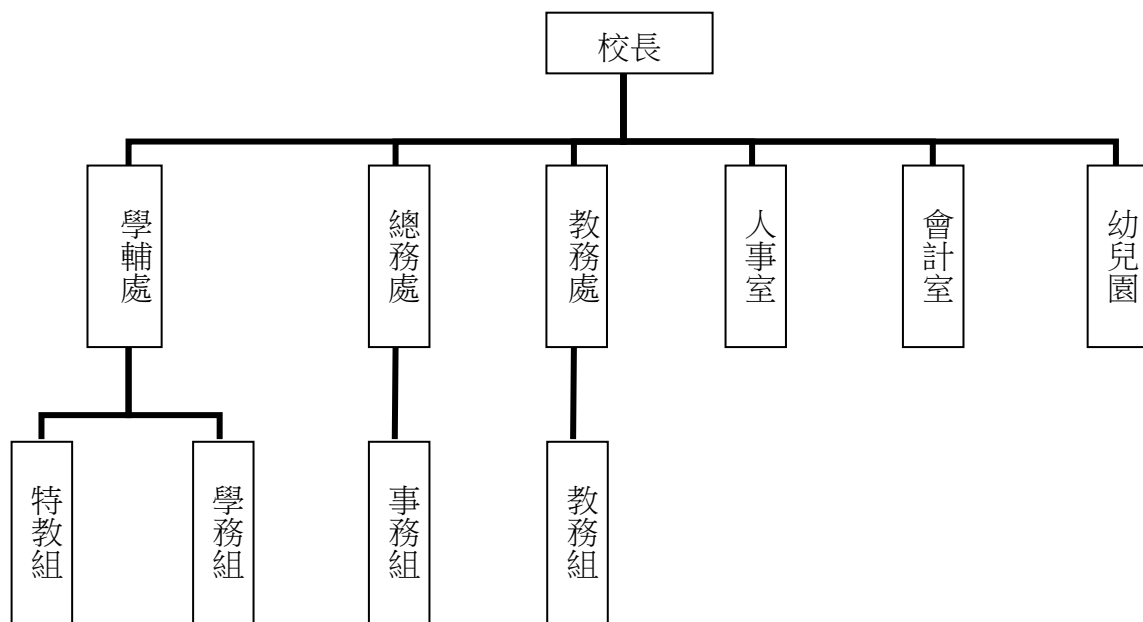 校長
學輔處
總務處
教務處
人事室
會計室
幼兒園
特教組
學務組
事務組
教務組